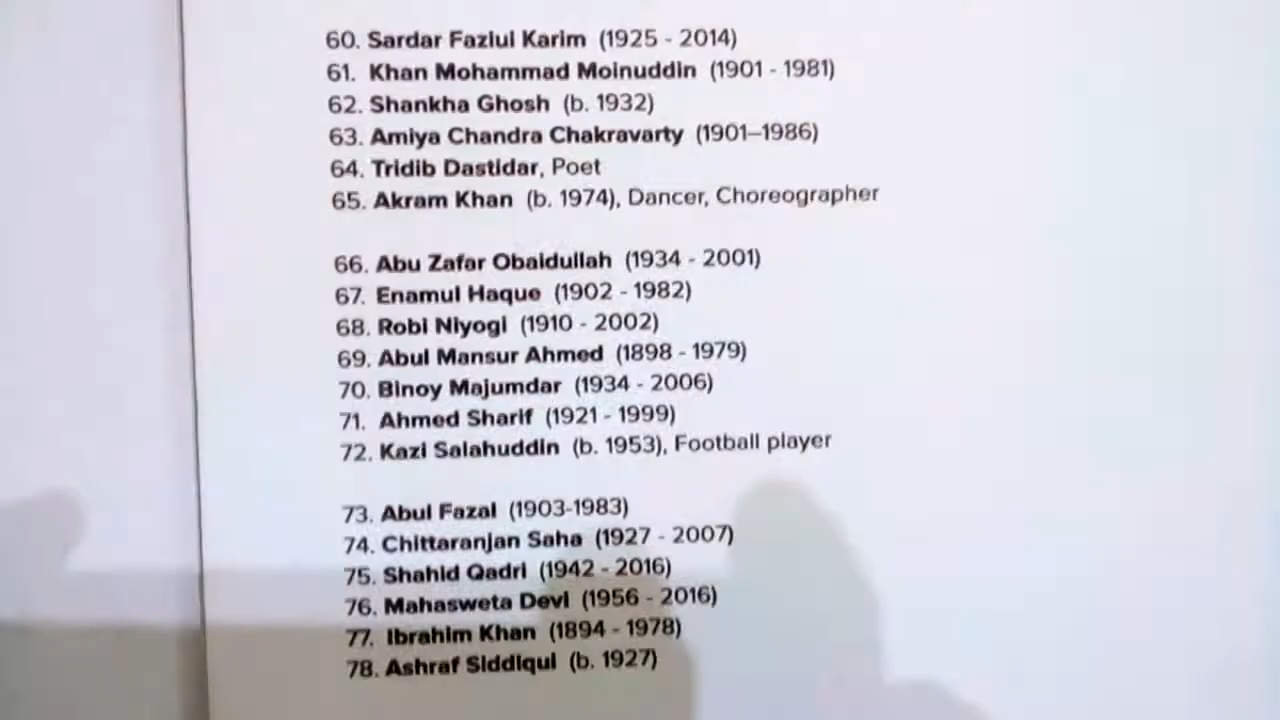 60. Sardar Fazlul Karim (1925 - 2014)
61. Khan Mohammad Moinuddin (1901 - 1981)
62. Shankha Ghosh (b. 1932)
63. Amiya Chandra Chakravarty (1901–1986)
64. Tridib Dastidar, Poet
65. Akram Khan (b. 1974), Dancer, Choreographer
66. Abu Zafar Obaidullah (1934 - 2001)
67. Enamul Haque (1902 - 1982)
68. Robi Niyogi (1910 - 2002)
69. Abul Mansur Ahmed (1898 - 1979)
70. Binoy Majumdar (1934 - 2006)
71. Ahmed Sharif (1921 - 1999)
72. Kazi Salahuddin (b. 1953), Football player
73. Abul Fazal (1903-1983)
74. Chittaranjan Saha (1927 - 2007)
75. Shahid Qadri (1942 - 2016)
76. Mahasweta Devi (1956 - 2016)
77. Ibrahim Khan (1894 - 1978)
78. Ashraf Siddiqui (b. 1927)